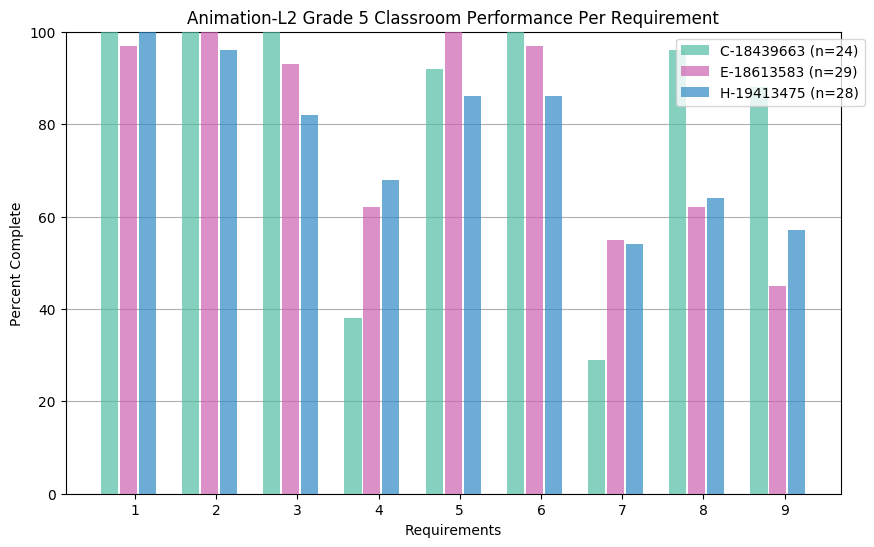 Animation-L2 Grade 5 Classroom Performance Per Requirement
C-18439663 (n=24)
E-18613583 (n=29)
H-19413475 (n=28)
Percent Complete
100
80
60
40
20
0
1 2 3 4 5 6 7 8 9
Requirements